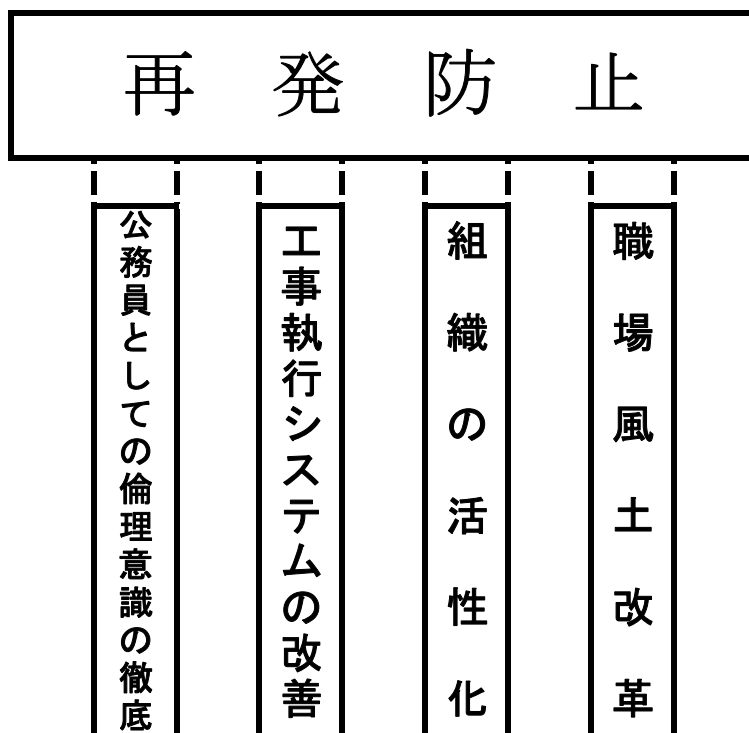 再発防止
職場風土改革
組織の活性化
工事執行システムの改善
公務員としての倫理意識の徹底